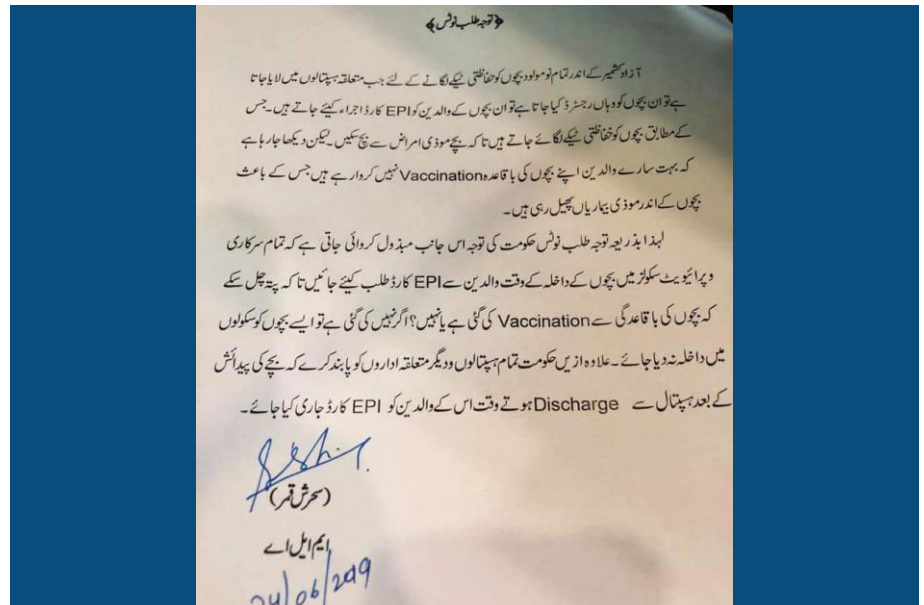 ﴿توجہ طلب نوٹس﴾
آزاد کشمیر کے اندر تمام نومولود بچوں کو حفاظتی ٹیکے لگانے کے لئے جب متعلقہ ہسپتالوں میں لایا جاتا
ہے تو ان بچوں کو وہاں رجسٹرڈ کیا جاتا ہے تو ان بچوں کے والدین کو EPI کارڈ اجراء کیئے جاتے ہیں۔ جس
کے مطابق بچوں کو حفاظتی ٹیکے لگائے جاتے ہیں تا کہ بچے موذی امراض سے بچ سکیں۔ لیکن دیکھا جا رہا ہے
کہ بہت سارے والدین اپنے بچوں کی باقاعدہ Vaccination نہیں کروا رہے ہیں جس کے باعث
بچوں کے اندر موذی بیماریاں پھیل رہی ہیں۔
لہذا بذریعہ توجہ طلب نوٹس حکومت کی توجہ اس جانب مبذول کروائی جاتی ہے کہ تمام سرکاری
و پرائیویٹ سکولز میں بچوں کے داخلہ کے وقت والدین سے EPI کارڈ طلب کیئے جائیں تا کہ پتہ چل سکے
کہ بچوں کی باقاعدگی سے Vaccination کی گئی ہے یا نہیں؟ اگر نہیں کی گئی ہے تو ایسے بچوں کو سکولوں
میں داخلہ نہ دیا جائے۔ علاوہ ازیں حکومت تمام ہسپتالوں و دیگر متعلقہ اداروں کو پابند کرے کہ بچے کی پیدائش
کے بعد ہسپتال سے Discharge ہوتے وقت اس کے والدین کو EPI کارڈ جاری کیا جائے۔
(سحرش قمر)
ایم ایل اے
24/06/2019